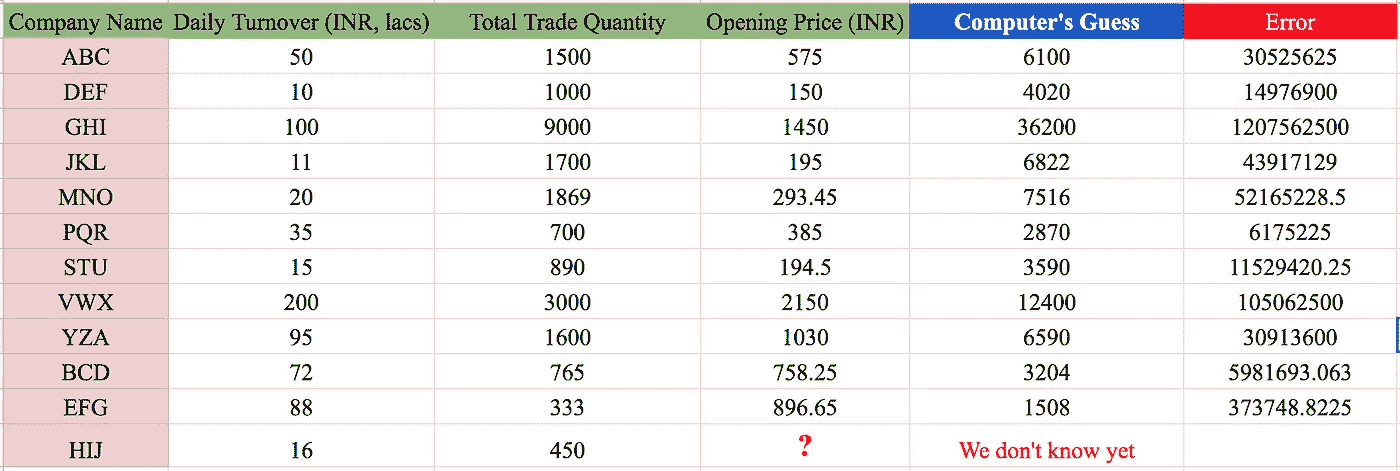 Company Name Daily Turnover (INR, lacs) Total Trade Quantity Opening Price (INR) Computer's Guess Error
ABC 50 1500 575 6100 30525625
DEF 10 1000 150 4020 14976900
GHI 100 9000 1450 36200 1207562500
JKL 11 1700 195 6822 43917129
MNO 20 1869 293.45 7516 52165228.5
PQR 35 700 385 2870 6175225
STU 15 890 194.5 3590 11529420.25
VWX 200 3000 2150 12400 105062500
YZA 95 1600 1030 6590 30913600
BCD 72 765 758.25 3204 5981693.063
EFG 88 333 896.65 1508 373748.8225
HIJ 16 450 ? We don't know yet